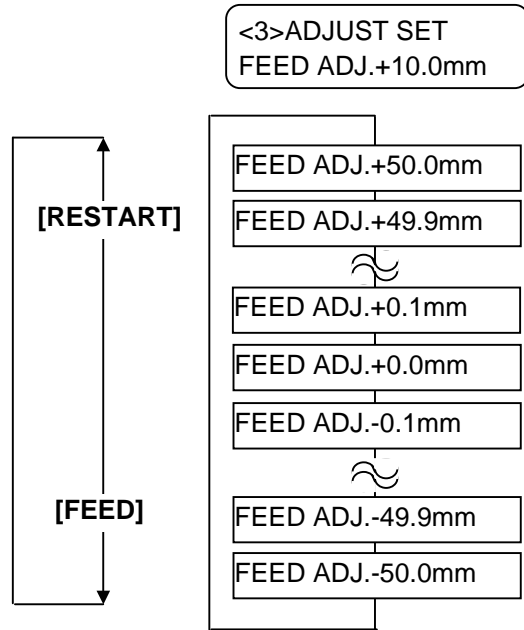 <3>ADJUST SET
FEED ADJ.+10.0mm
FEED ADJ.+50.0mm
[RESTART]
FEED ADJ.+49.9mm
FEED ADJ.+0.1mm
FEED ADJ.+0.0mm
FEED ADJ.-0.1mm
[FEED]
FEED ADJ.-49.9mm
FEED ADJ.-50.0mm